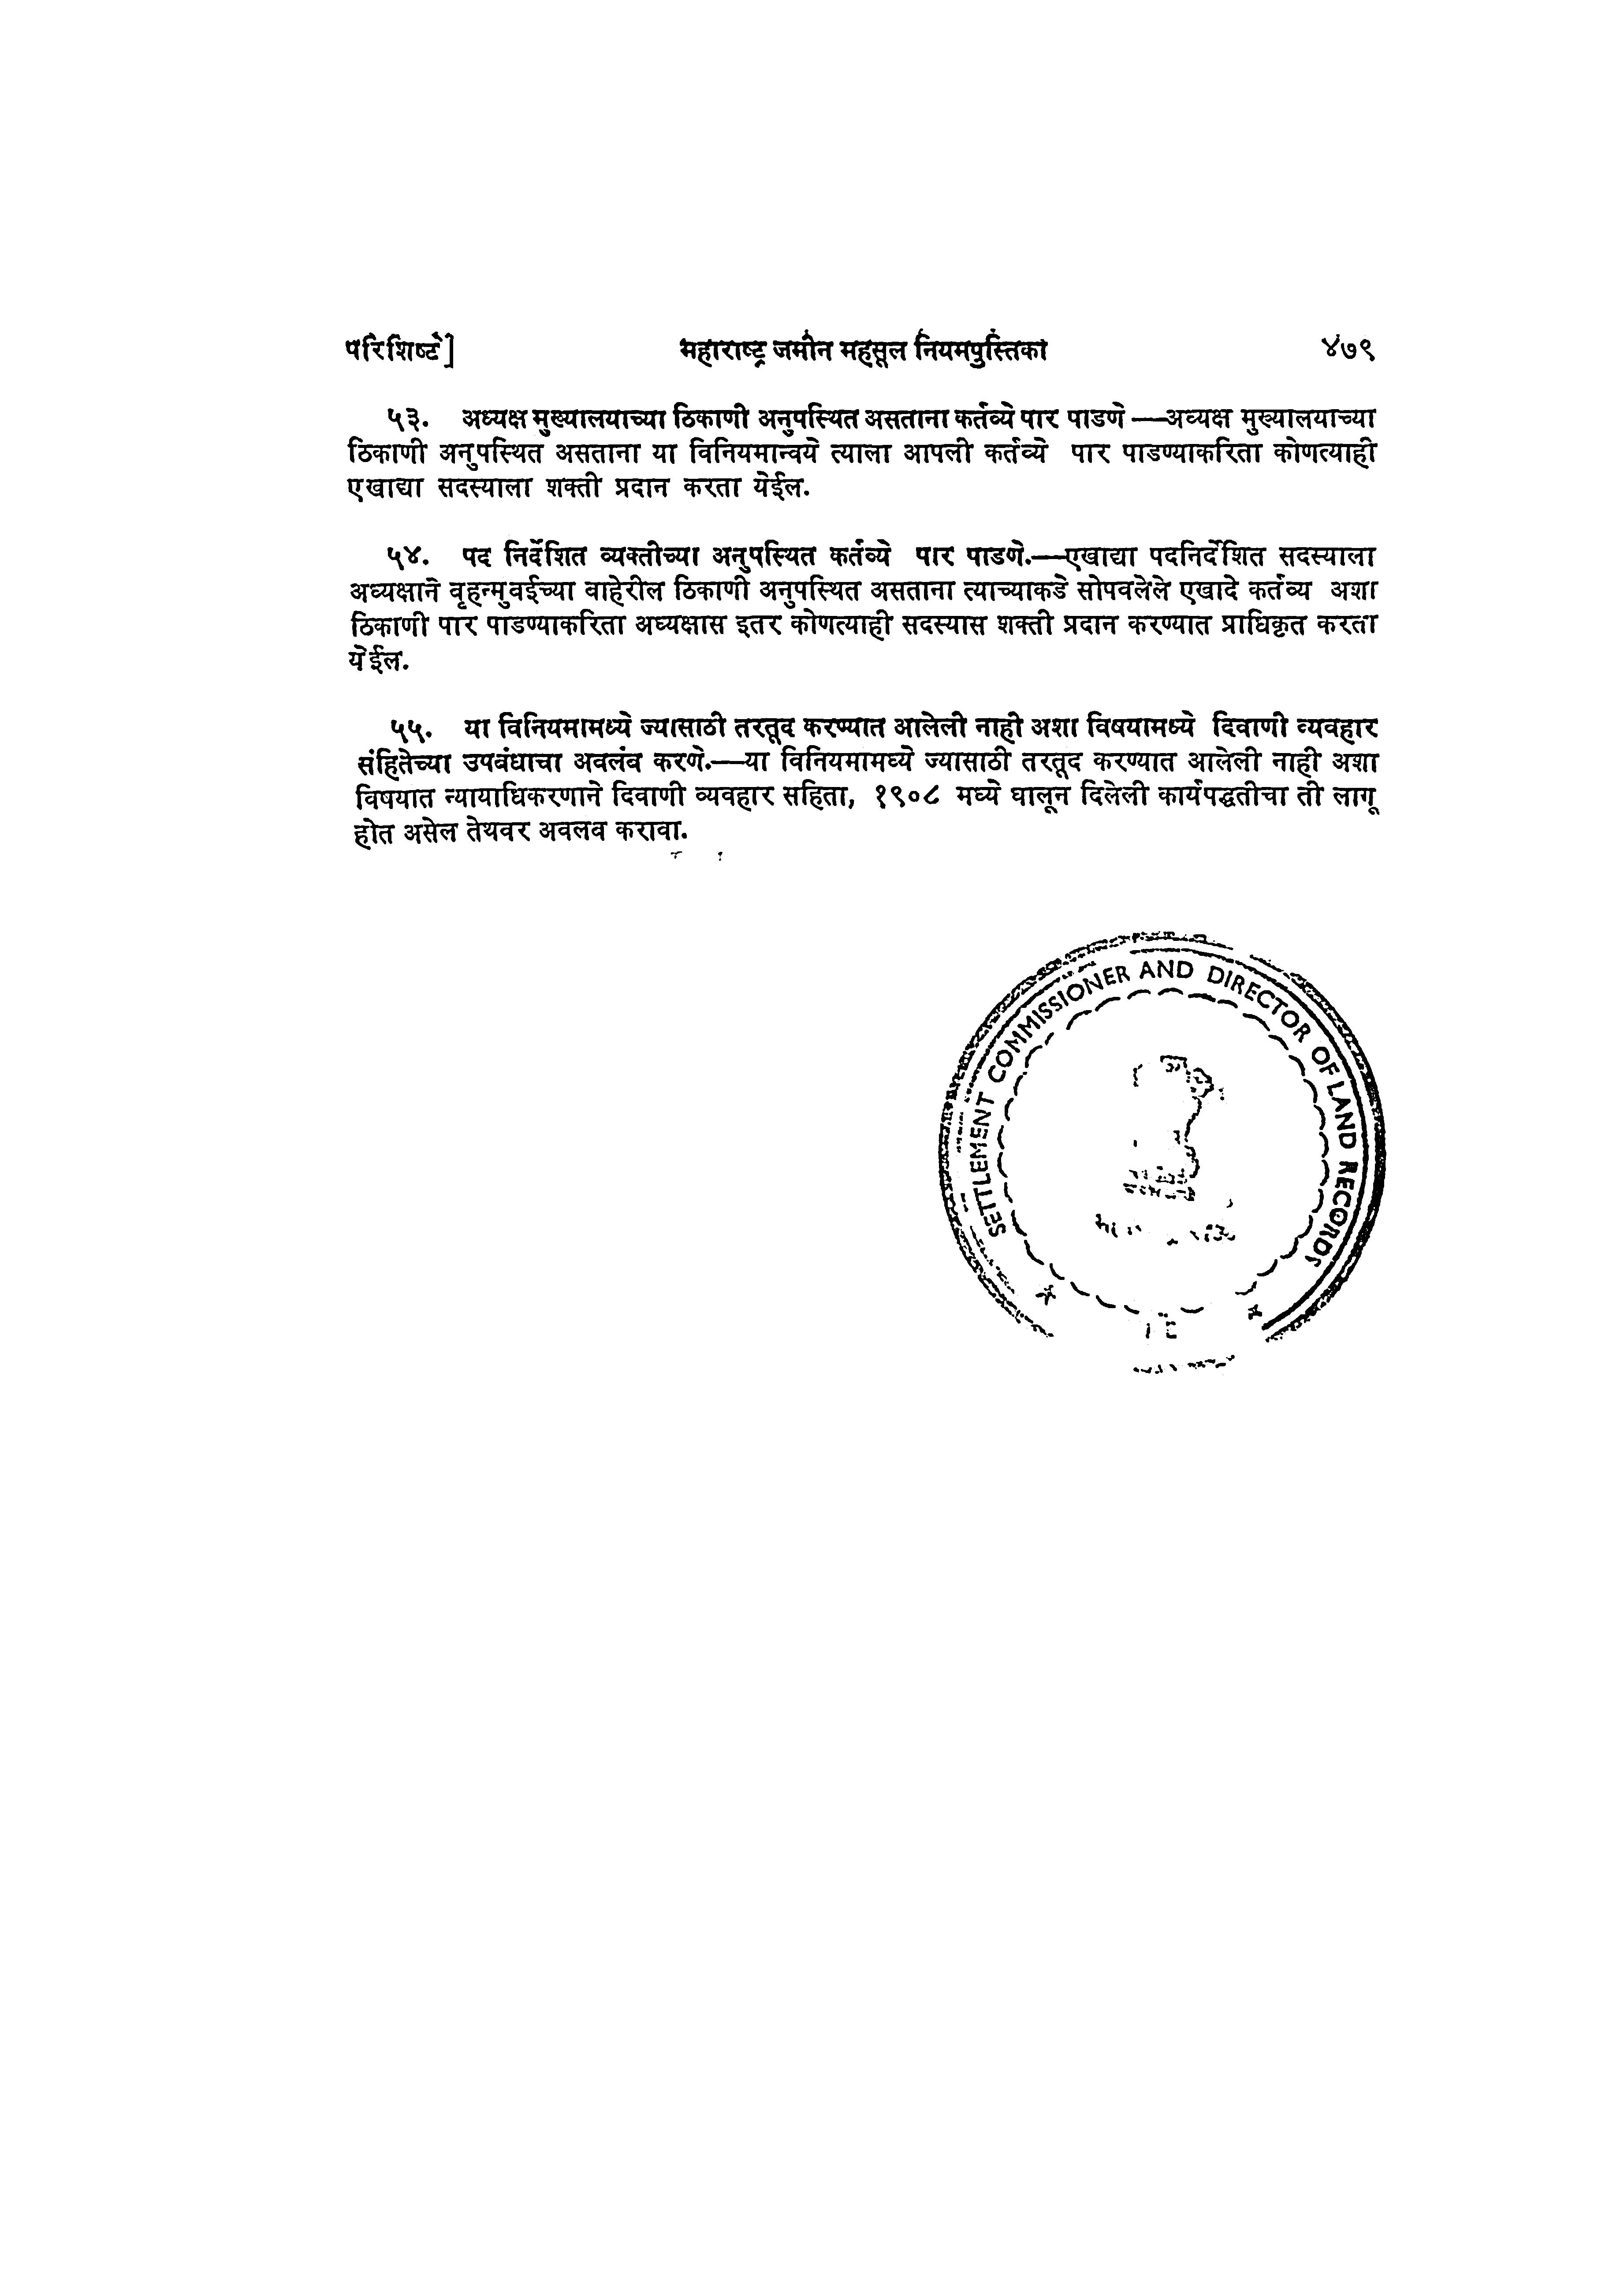 परिशिष्टे]
महाराष्ट्र जमीन महसूल नियमपुस्तिका
४७९
५३. अध्यक्ष मुख्यालयाच्या ठिकाणी अनुपस्थित असताना कर्तव्ये पार पाडणे —अध्यक्ष मुख्यालयाच्या
ठिकाणी अनुपस्थित असताना या विनियमान्वये त्याला आपली कर्तव्ये पार पाडण्याकरिता कोणत्याही
एखाद्या सदस्याला शक्ती प्रदान करता येईल.
५४. पद निर्देशित व्यक्तीच्या अनुपस्थित कर्तव्ये पार पाडणे.—एखाद्या पदनिर्देशित सदस्याला
अध्यक्षाने वृहन्मुवईच्या वाहेरील ठिकाणी अनुपस्थित असताना त्याच्याकडे सोपवलेले एखादे कर्तव्य अशा
ठिकाणी पार पाडण्याकरिता अध्यक्षास इतर कोणत्याही सदस्यास शक्ती प्रदान करण्यात प्राधिकृत करता
येईल.
५५. या विनियमामध्ये ज्यासाठी तरतूद करण्यात आलेली नाही अशा विषयामध्ये दिवाणी व्यवहार
संहितेच्या उपबंधाचा अवलंव करणे.—या विनियमामध्ये ज्यासाठी तरतूद करण्यात आलेली नाही अशा
विषयात न्यायाधिकरणाने दिवाणी व्यवहार सहिता, १९०८ मध्ये घालून दिलेली कार्यपद्धतीचा ती लागू
होत असेल तेथवर अवलव करावा.
SETTLEMENT COMMISSIONER AND DIRECTOR OF LAND RECORDS